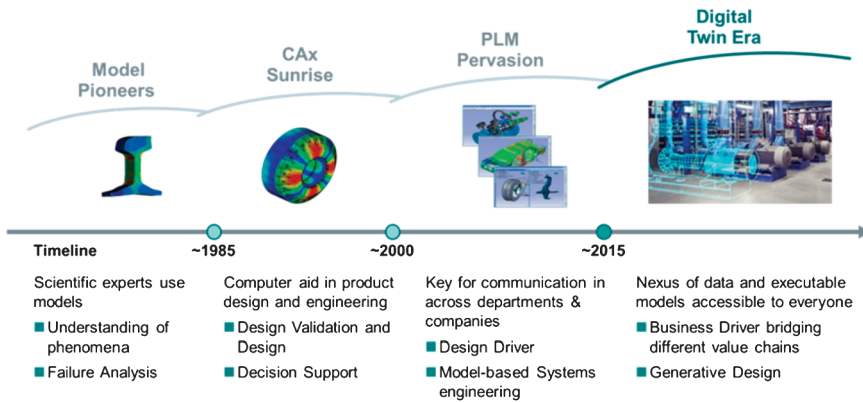 Model
Pioneers
CAx
Sunrise
PLM
Pervasion
Digital
Twin Era
Timeline
~1985
~2000
~2015
Scientific experts use
models
Understanding of
phenomena
Failure Analysis
Computer aid in product
design and engineering
Design Validation and
Design
Decision Support
Key for communication in
across departments &
companies
Design Driver
Model-based Systems
engineering
Nexus of data and executable
models accessible to everyone
Business Driver bridging
different value chains
Generative Design